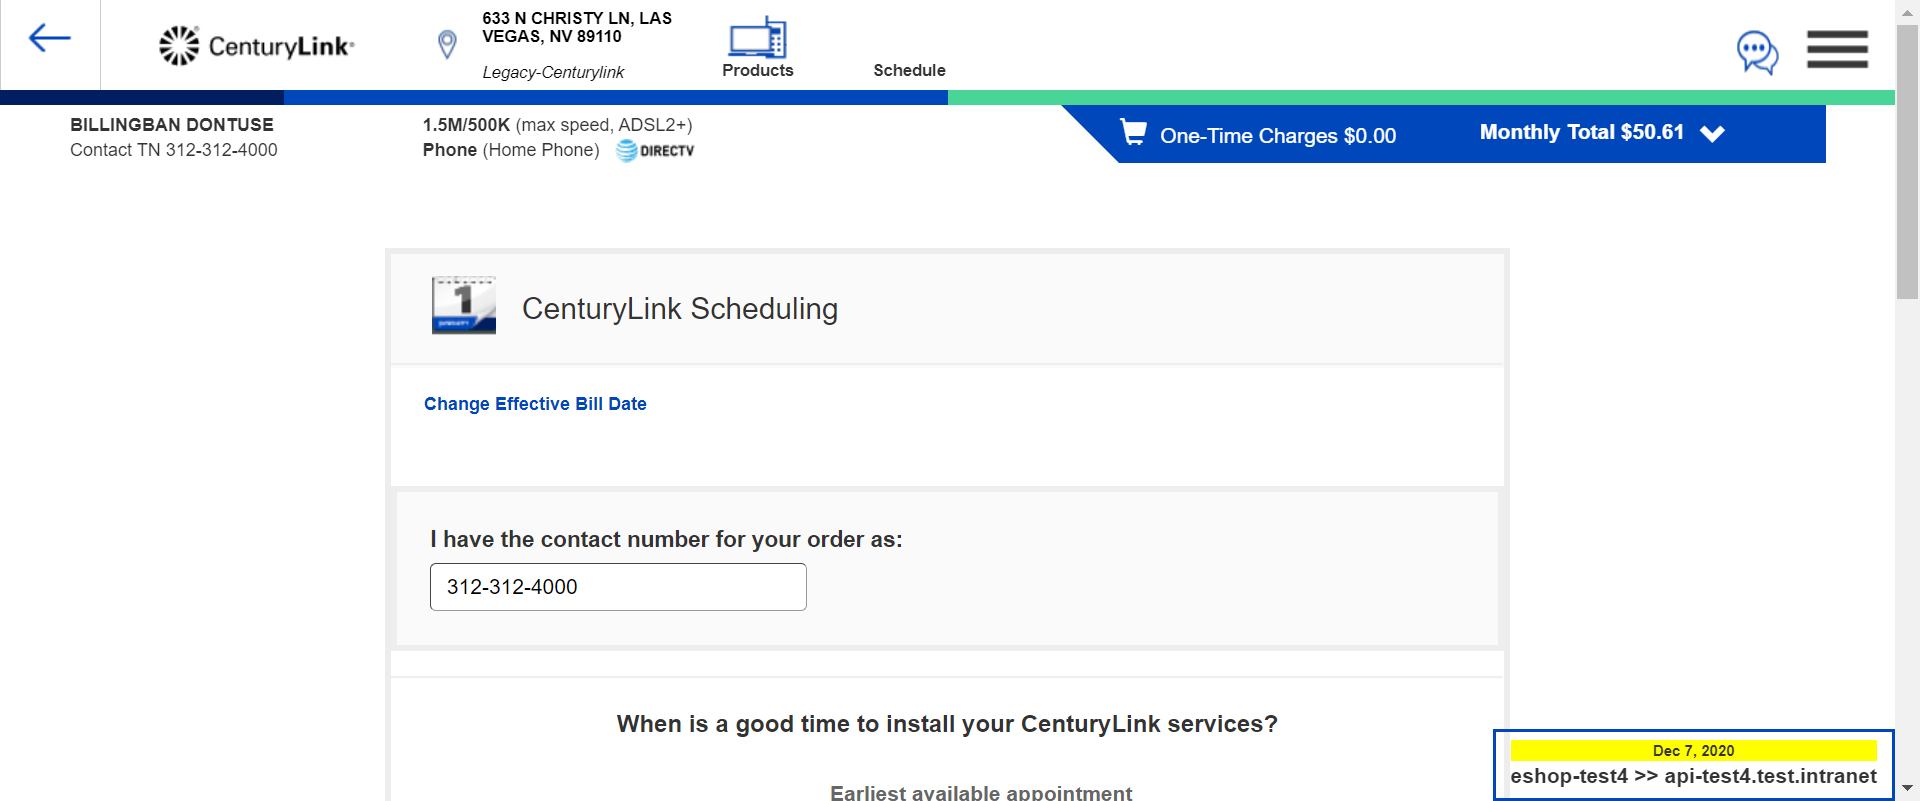 CenturyLink
633 N CHRISTY LN, LAS
VEGAS, NV 89110
Legacy-Centurylink
Products
Schedule
BILLINGBAN DONTUSE
Contact TN 312-312-4000
1.5M/500K (max speed, ADSL2+)
Phone (Home Phone) DIRECTV
One-Time Charges $0.00
Monthly Total $50.61
1
CenturyLink Scheduling
Change Effective Bill Date
I have the contact number for your order as:
312-312-4000
When is a good time to install your CenturyLink services?
Earliest available appointment
Dec 7, 2020
eshop-test4 >> api-test4.test.intranet